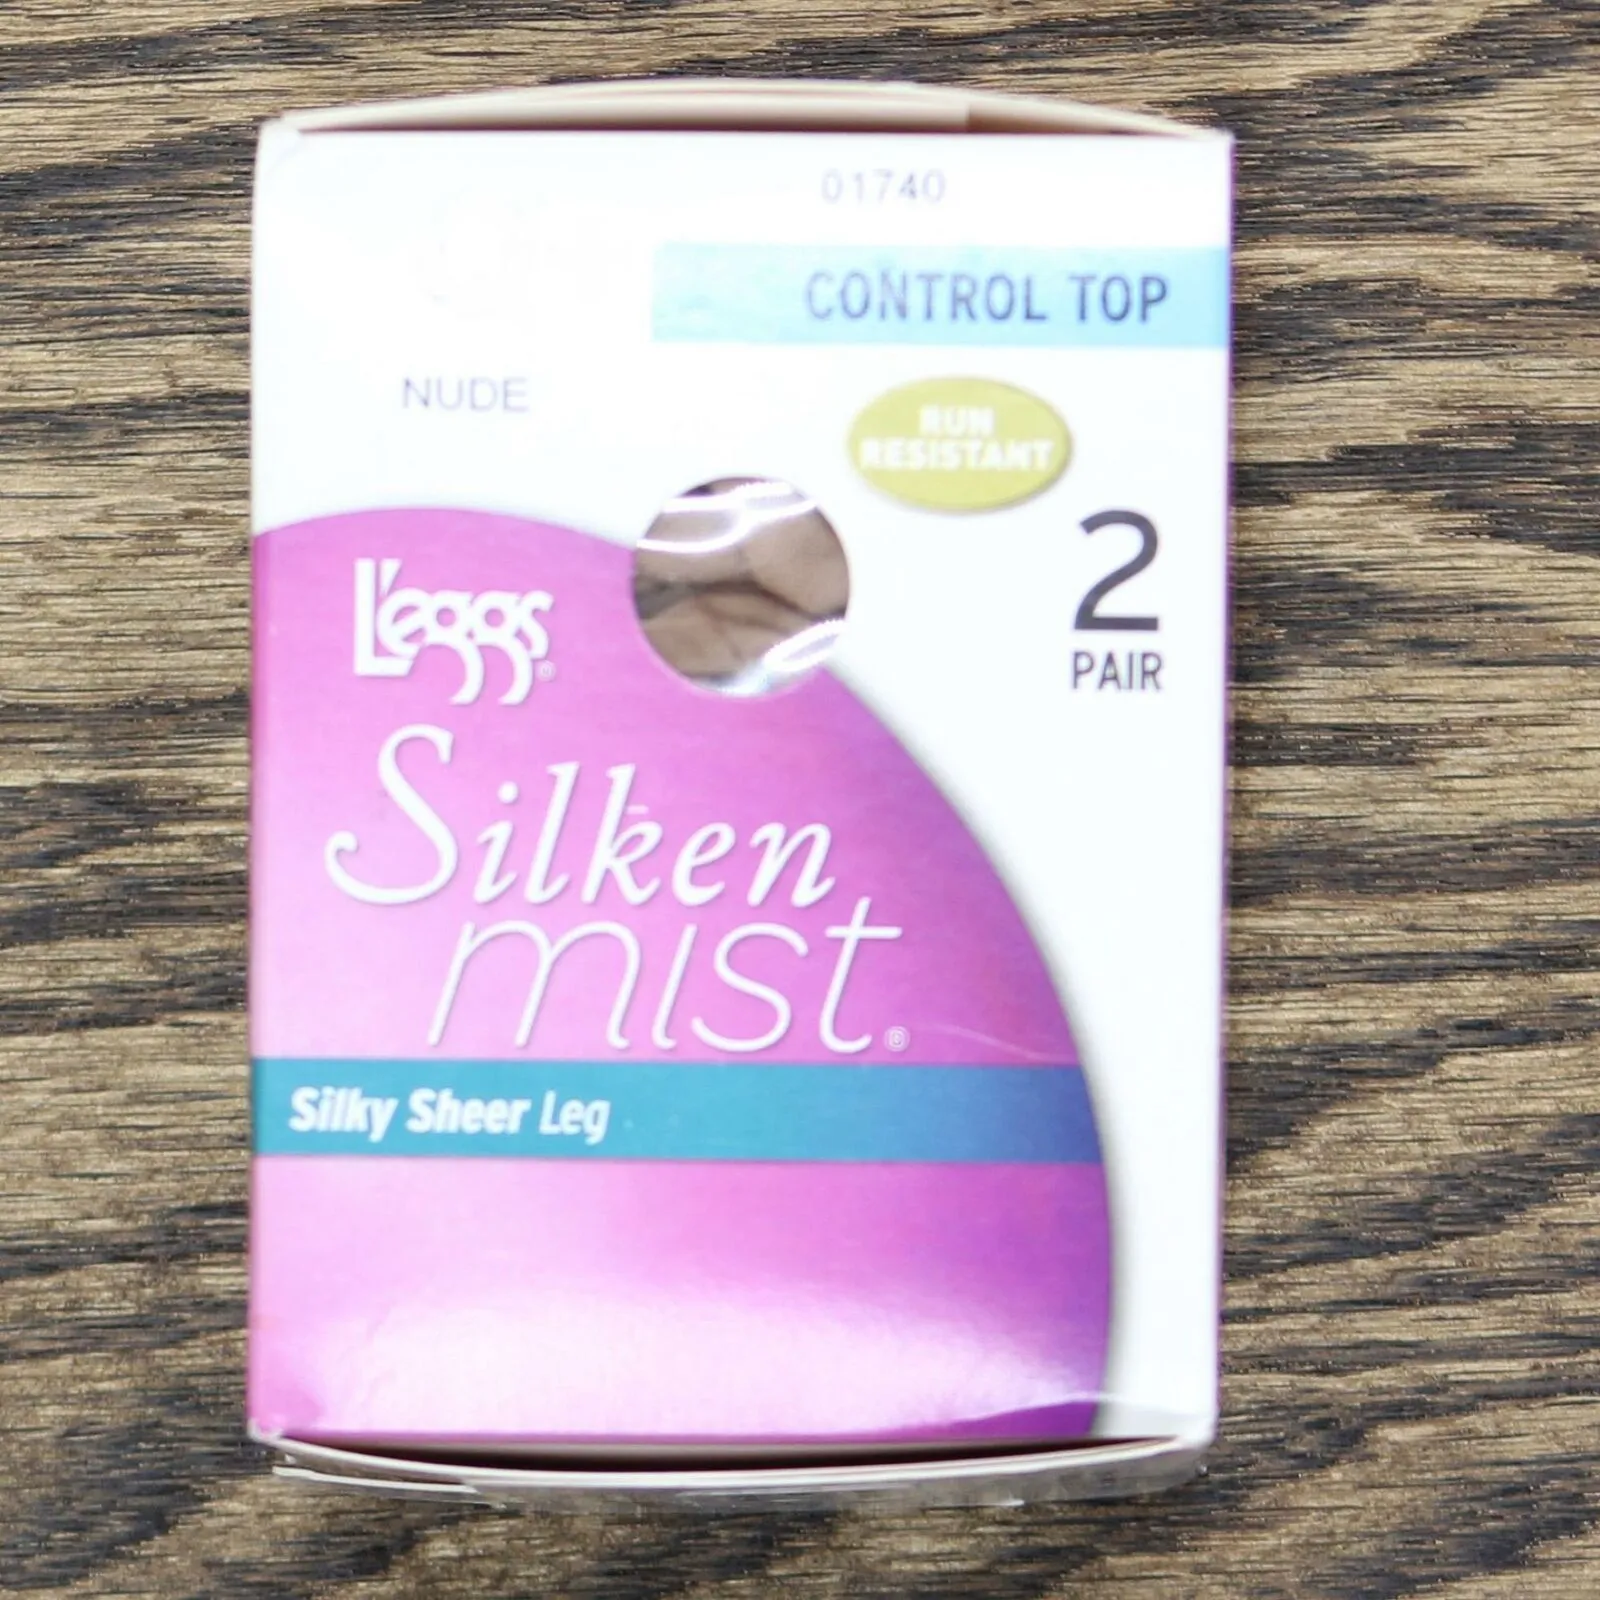 01740
CONTROL TOP
NUDE
RUN
RESISTANT
2
PAIR
L'eggs®
Silken
mist®
Silky Sheer Leg